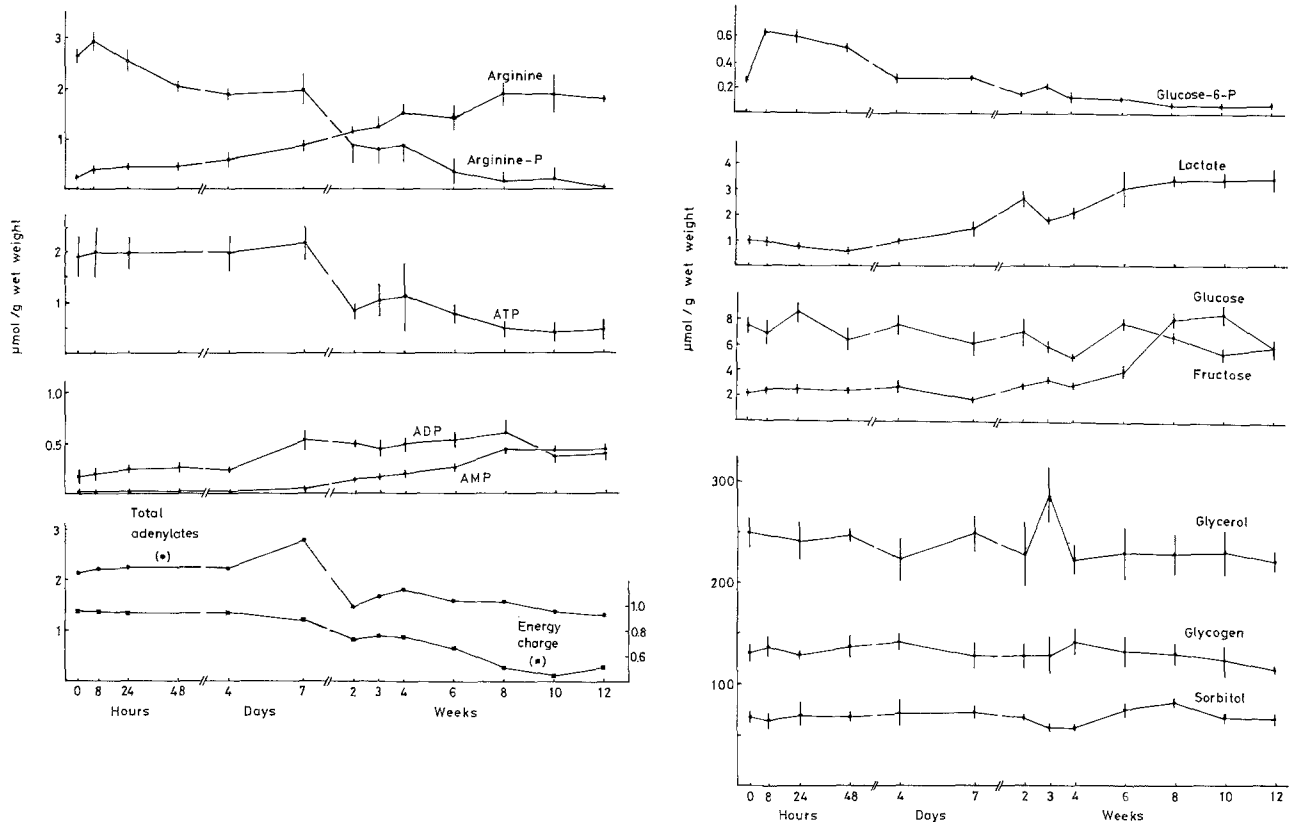 3
2
1
Arginine
Arginine-P
2
1
ATP
μmol/g wet weight
1.0
0.5
ADP
AMP
Total
adenylates
(•)
3
2
1
1.0
0.8
0.6
Energy
charge
(▪)
0 8 24 48 4 7 2 3 4 6 8 10 12
Hours Days Weeks
0.6
0.4
0.2
Glucose-6-P
4
3
2
1
Lactate
μmol/g wet weight
8
6
4
2
Glucose
Fructose
300
200
100
Glycerol
Glycogen
Sorbitol
0 8 24 48 4 7 2 3 4 6 8 10 12
Hours Days Weeks